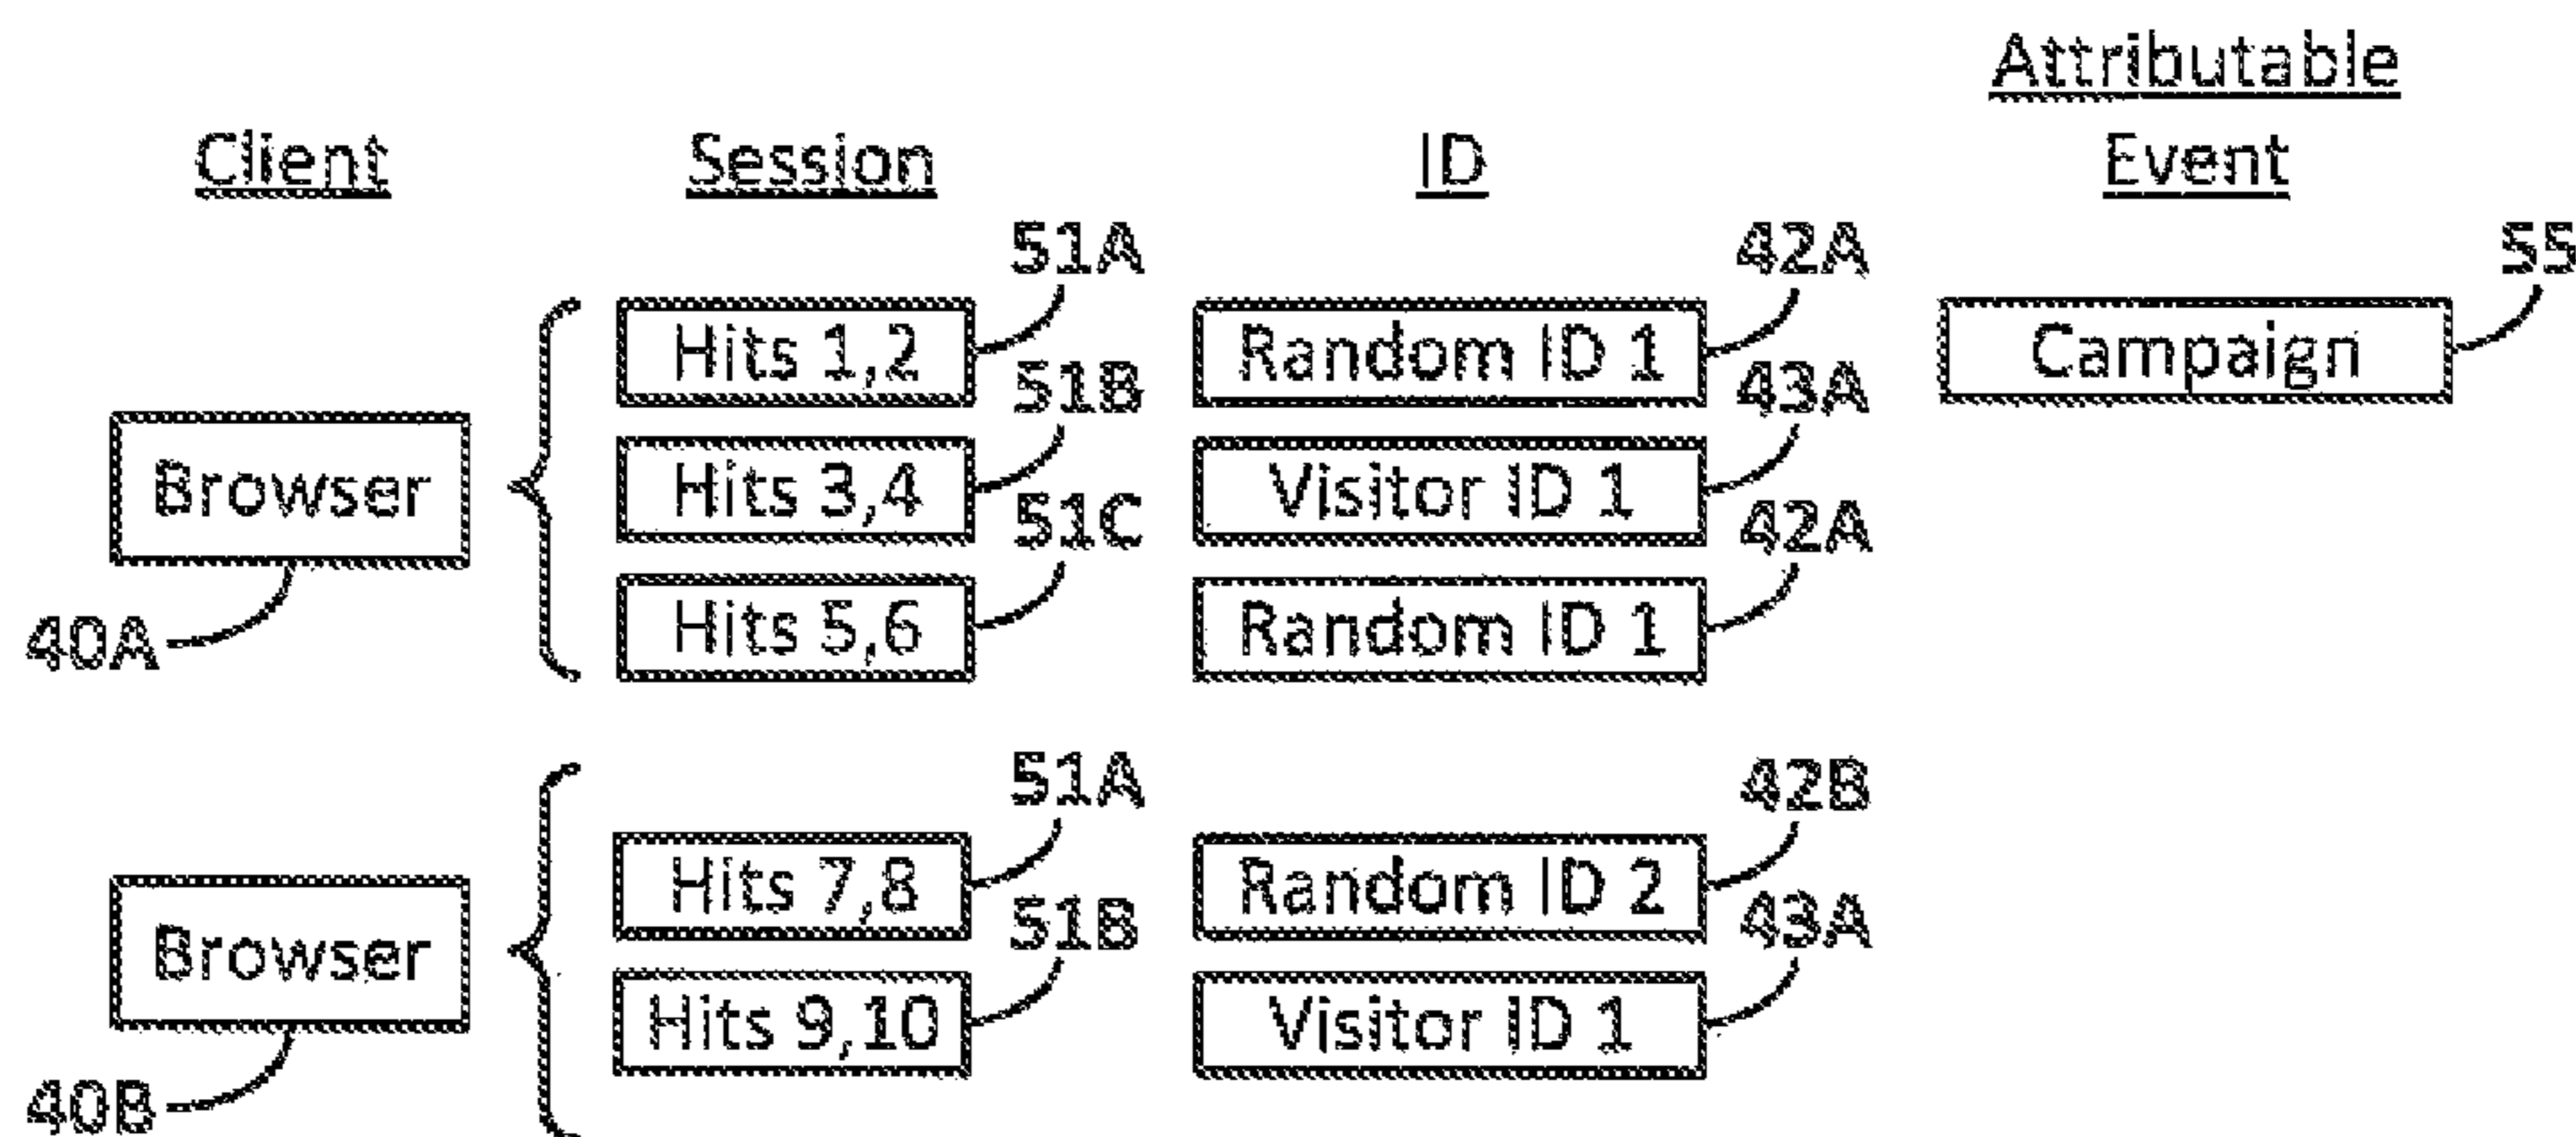 Attributable
Client Session ID Event
51A 42A 55
Hits 1,2 Random ID 1 Campaign
51B 43A
Browser Hits 3,4 Visitor ID 1
51C 42A
40A Hits 5,6 Random ID 1
51A 42B
Hits 7,8 Random ID 2
51B 43A
Browser
Hits 9,10 Visitor ID 1
40B